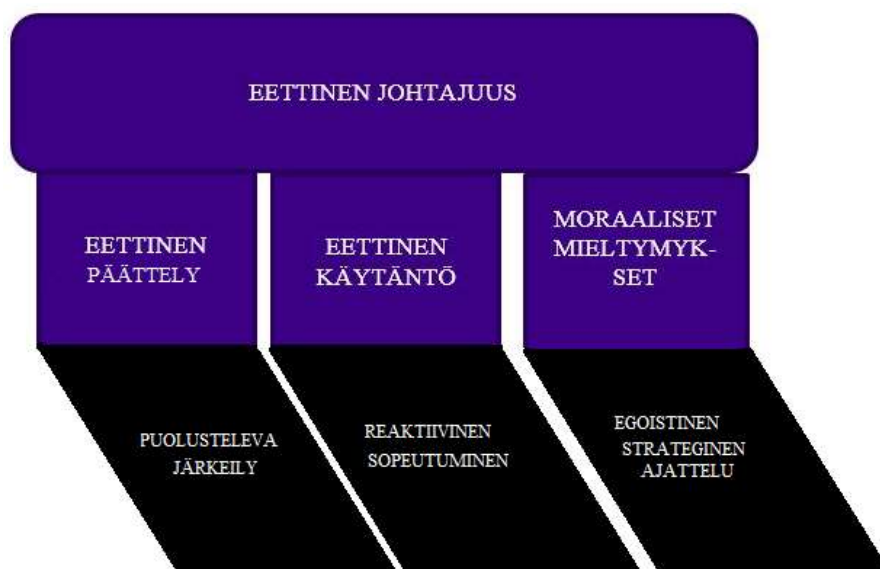 EETTINEN JOHTAJUUS
EETTINEN
PÄÄTTELY
EETTINEN
KÄYTÄNTÖ
MORAALISET
MIELTYMYK-
SET
PUOLUSTELEVA
JÄRKEILY
REAKTIIVINEN
SOPEUTUMINEN
EGOISTINEN
STRATEGINEN
AJATTELU